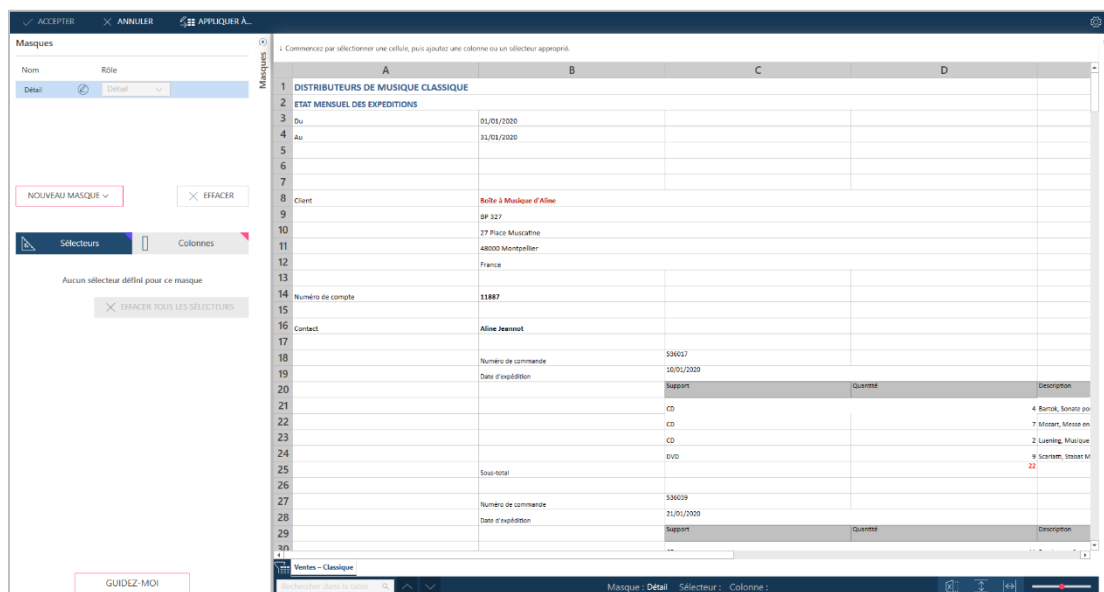 ACCEPTER ANNULER APPLIQUER À...
Masques
Nom Rôle
Détail Détail
NOUVEAU MASQUE EFFACER
Sélecteurs Colonnes
Aucun sélecteur défini pour ce masque
EFFACER TOUS LES SÉLECTEURS
GUIDEZ-MOI
Masques
Commencez par sélectionner une cellule, puis ajoutez une colonne ou un sélecteur approprié.
A B C D
1 DISTRIBUTEURS DE MUSIQUE CLASSIQUE
2 ETAT MENSUEL DES EXPEDITIONS
3 Du 01/01/2020
4 Au 31/01/2020
5
6
7
8 Client Boîte à Musique d'Aline
9 BP 327
10 27 Place Muscatine
11 48000 Montpellier
12 France
13
14 Numéro de compte 11887
15
16 Contact Aline Jeannot
17
18 Numéro de commande 536017
19 Date d'expédition 10/01/2020
20 Support Quantité Description
21 CD 4 Bartok, Sonate po
22 CD 7 Mozart, Messe en
23 CD 2 Luening, Musique
24 DVD 9 Scarlatti, Stabat M
25 Sous-total 22
26
27 Numéro de commande 536039
28 Date d'expédition 21/01/2020
29 Support Quantité Description
30
Ventes – Classique
Rechercher dans la table Masque : Détail Sélecteur : Colonne :